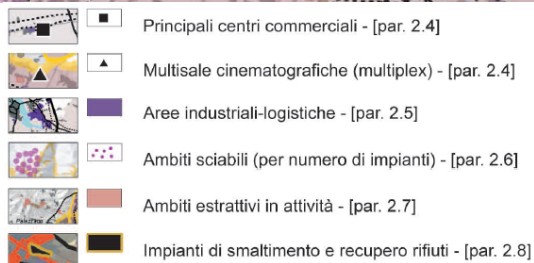 Principali centri commerciali - [par. 2.4]
Multisale cinematografiche (multiplex) - [par. 2.4]
Aree industriali-logistiche - [par. 2.5]
Ambiti sciabili (per numero di impianti) - [par. 2.6]
Ambiti estrattivi in attività - [par. 2.7]
Impianti di smaltimento e recupero rifiuti - [par. 2.8]